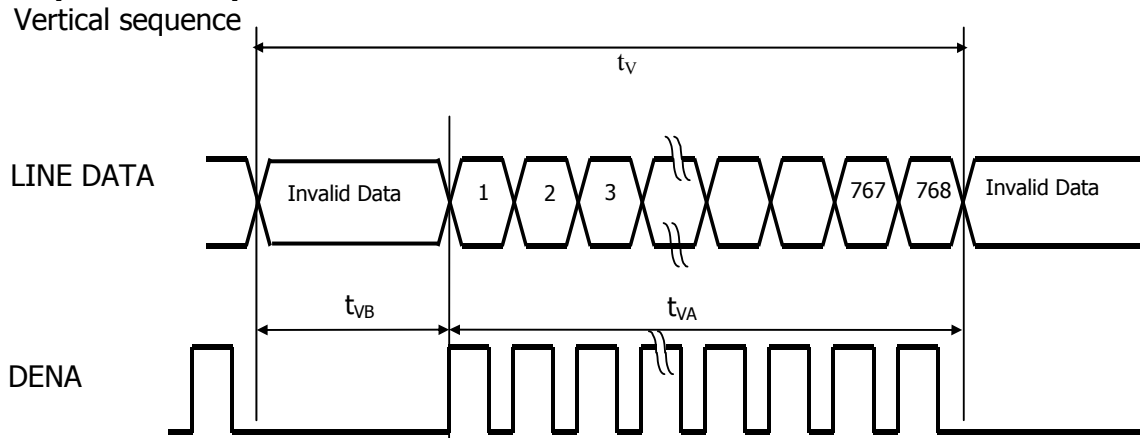 Vertical sequence
tV
LINE DATA
Invalid Data 1 2 3 767 768 Invalid Data
tVB tVA
DENA